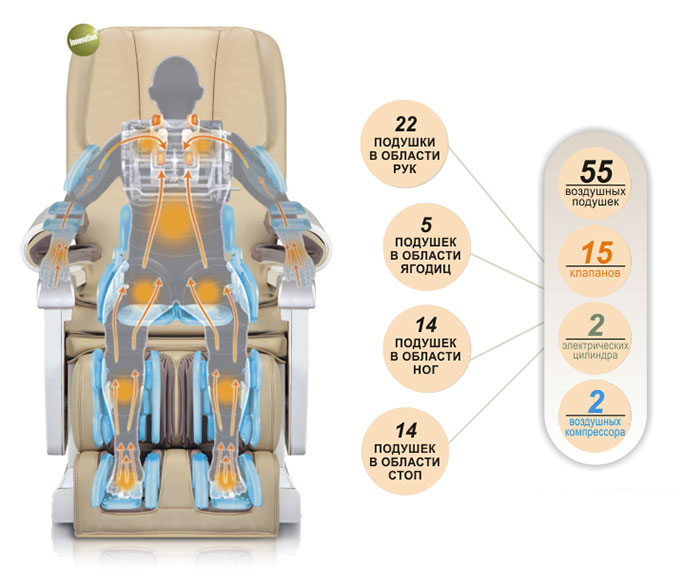 Innovation
22
ПОДУШКИ
В ОБЛАСТИ
РУК
5
ПОДУШЕК
В ОБЛАСТИ
ЯГОДИЦ
14
ПОДУШЕК
В ОБЛАСТИ
НОГ
14
ПОДУШЕК
В ОБЛАСТИ
СТОП
55
воздушных
подушек
15
клапанов
2
электрических
цилиндра
2
воздушных
компрессора